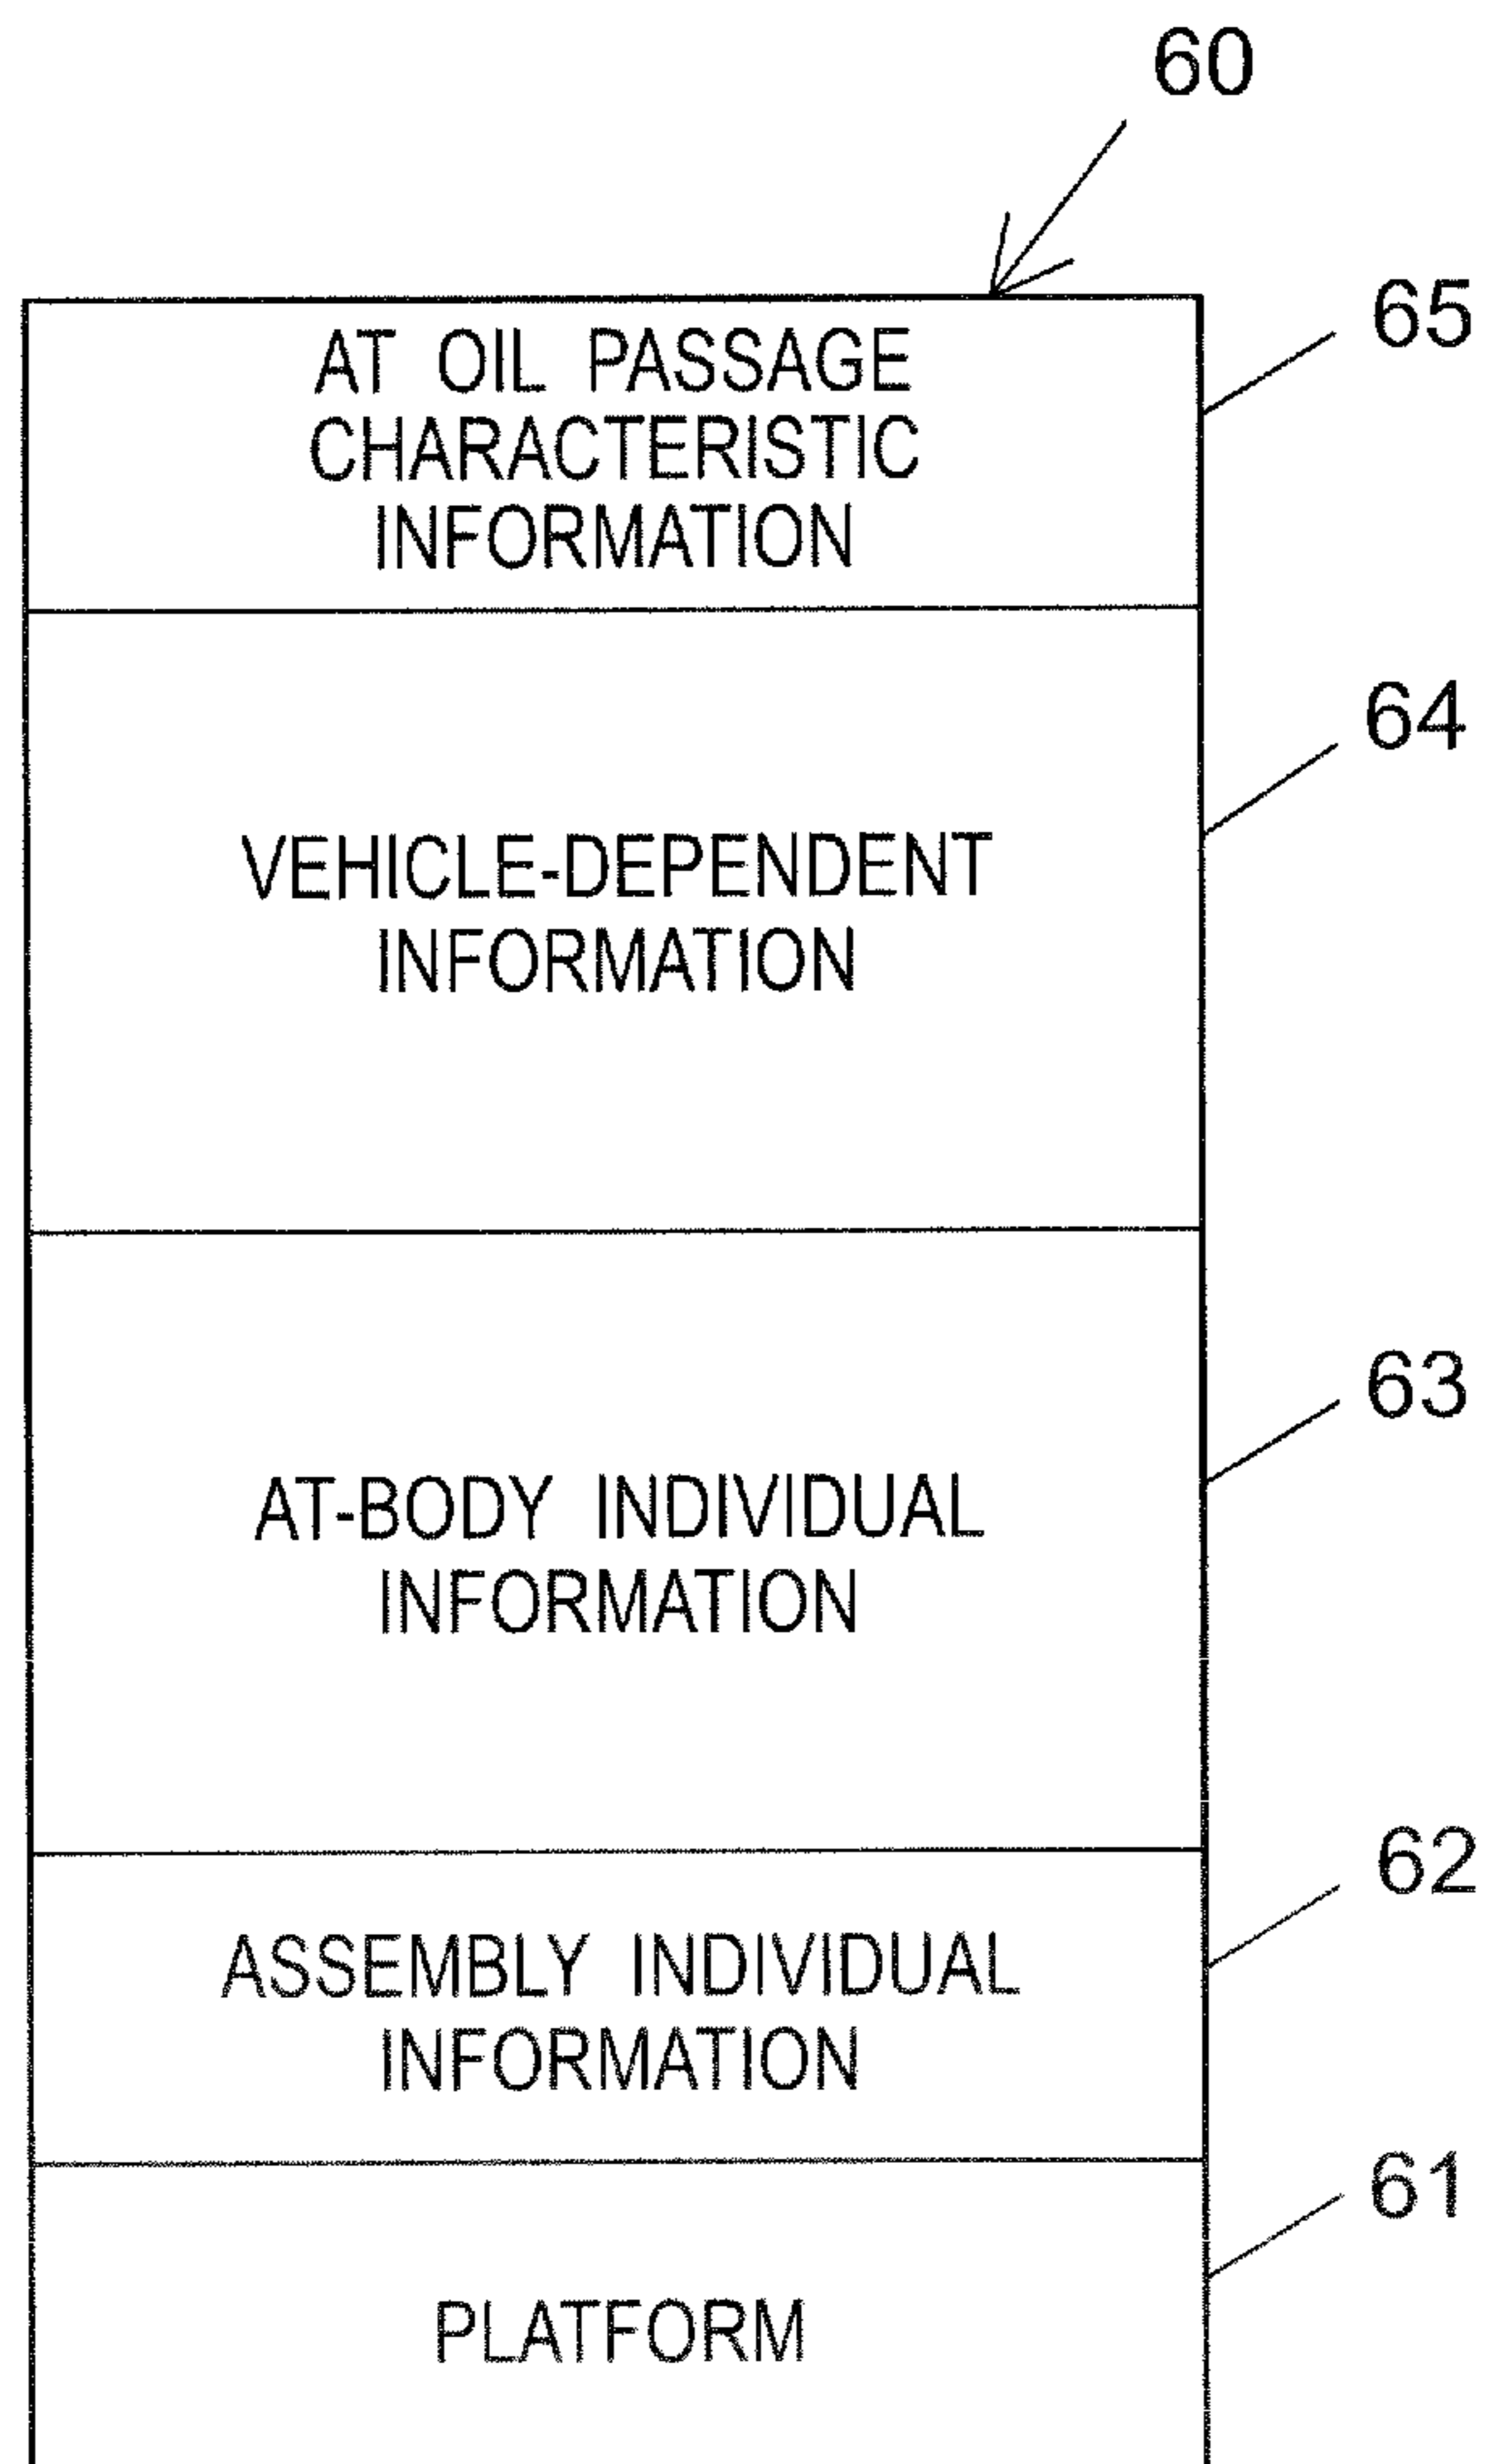 60
65
AT OIL PASSAGE
CHARACTERISTIC
INFORMATION
64
VEHICLE-DEPENDENT
INFORMATION
63
AT-BODY INDIVIDUAL
INFORMATION
62
ASSEMBLY INDIVIDUAL
INFORMATION
61
PLATFORM